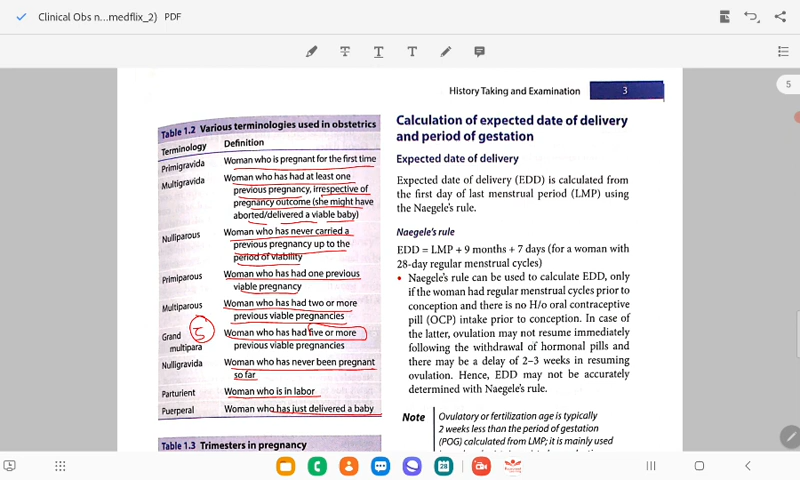 Clinical Obs n...medflix_2) PDF
History Taking and Examination 3
5
Table 1.2 Various terminologies used in obstetrics
Terminology Definition
Primigravida Woman who is pregnant for the first time
Multigravida Woman who has had at least one
previous pregnancy, irrespective of
pregnancy outcome (she might have
aborted/delivered a viable baby)
Nulliparous Woman who has never carried a
previous pregnancy up to the
period of viability
Primiparous Woman who has had one previous
viable pregnancy
Multiparous Woman who has had two or more
previous viable pregnancies
Grand 5 Woman who has had five or more
multipara previous viable pregnancies
Nulligravida Woman who has never been pregnant
so far
Parturient Woman who is in labor
Puerperal Woman who has just delivered a baby
Table 1.3 Trimesters in pregnancy
Calculation of expected date of delivery
and period of gestation
Expected date of delivery
Expected date of delivery (EDD) is calculated from
the first day of last menstrual period (LMP) using
the Naegele's rule.
Naegele's rule
EDD = LMP + 9 months + 7 days (for a woman with
28-day regular menstrual cycles)
• Naegele's rule can be used to calculate EDD, only
if the woman had regular menstrual cycles prior to
conception and there is no H/o oral contraceptive
pill (OCP) intake prior to conception. In case of
the latter, ovulation may not resume immediately
following the withdrawal of hormonal pills and
there may be a delay of 2–3 weeks in resuming
ovulation. Hence, EDD may not be accurately
determined with Naegele's rule.
Note Ovulatory or fertilization age is typically
2 weeks less than the period of gestation
(POG) calculated from LMP; it is mainly used
28